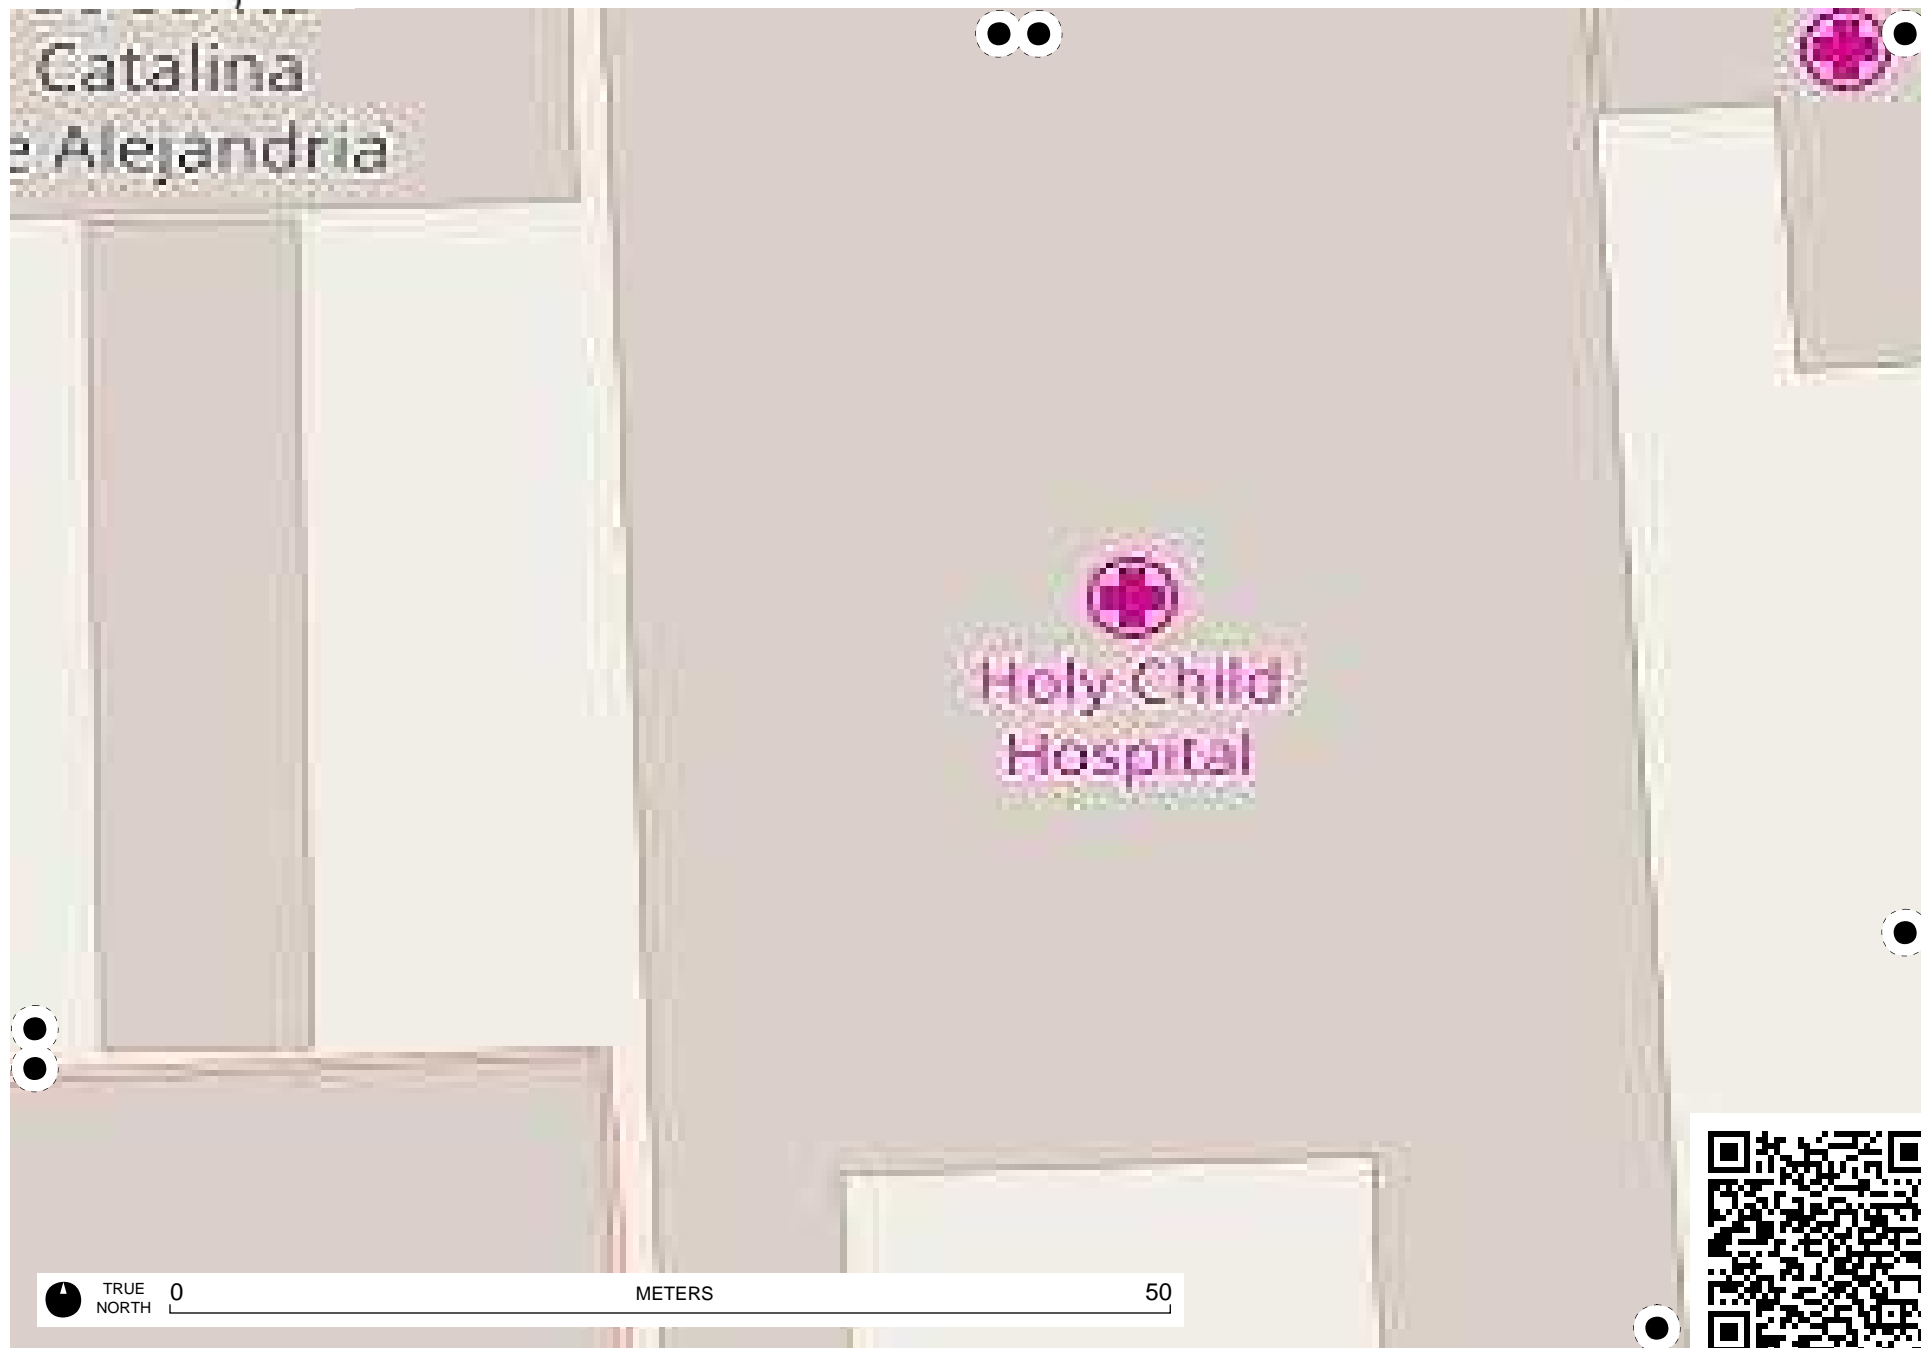 Catalina
e Alejandria
Holy Child
Hospital
TRUE
NORTH
0
METERS
50